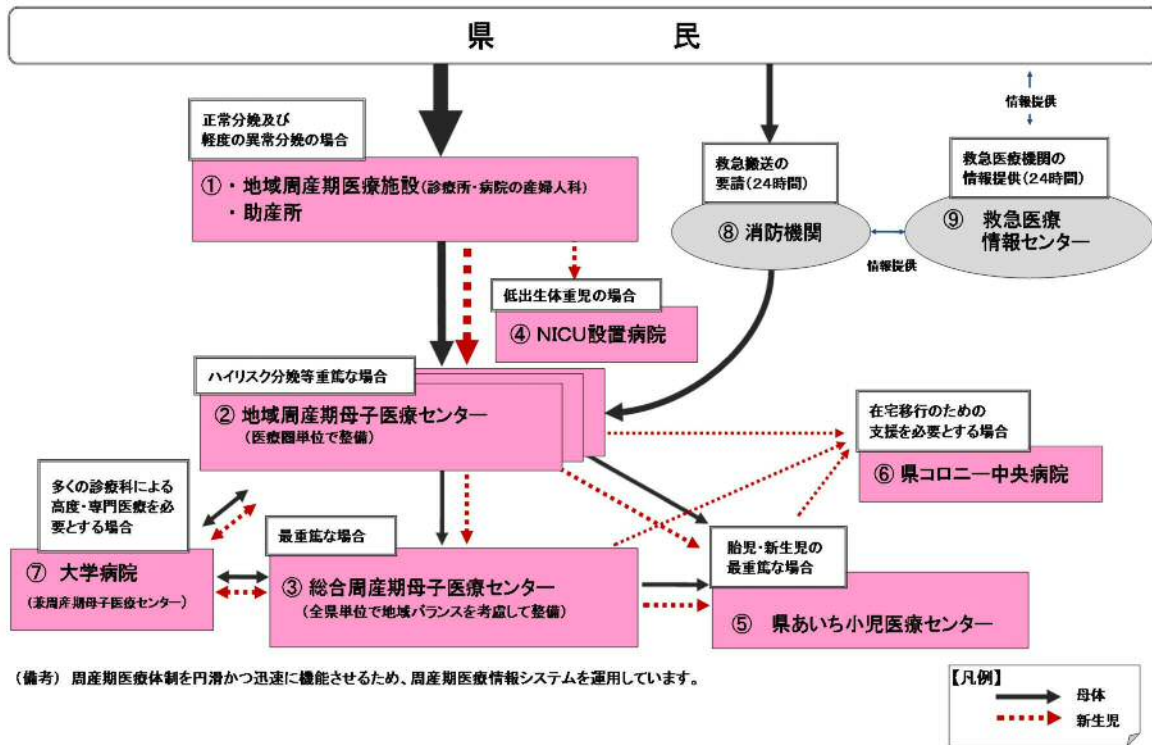 県 民
情報提供
正常分娩及び
軽度の異常分娩の場合
救急搬送の
要請(24時間)
救急医療機関の
情報提供(24時間)
① ・地域周産期医療施設(診療所・病院の産婦人科)
・助産所
⑧ 消防機関
⑨ 救急医療
情報センター
情報提供
低出生体重児の場合
④ NICU設置病院
ハイリスク分娩等重篤な場合
② 地域周産期母子医療センター
(医療圏単位で整備)
在宅移行のための
支援を必要とする場合
⑥ 県コロニー中央病院
多くの診療科による
高度・専門医療を必
要とする場合
最重篤な場合
胎児・新生児の
最重篤な場合
⑦ 大学病院
(兼周産期母子医療センター)
③ 総合周産期母子医療センター
(全県単位で地域バランスを考慮して整備)
⑤ 県あいち小児医療センター
(備考) 周産期医療体制を円滑かつ迅速に機能させるため、周産期医療情報システムを運用しています。
【凡例】
母体
新生児